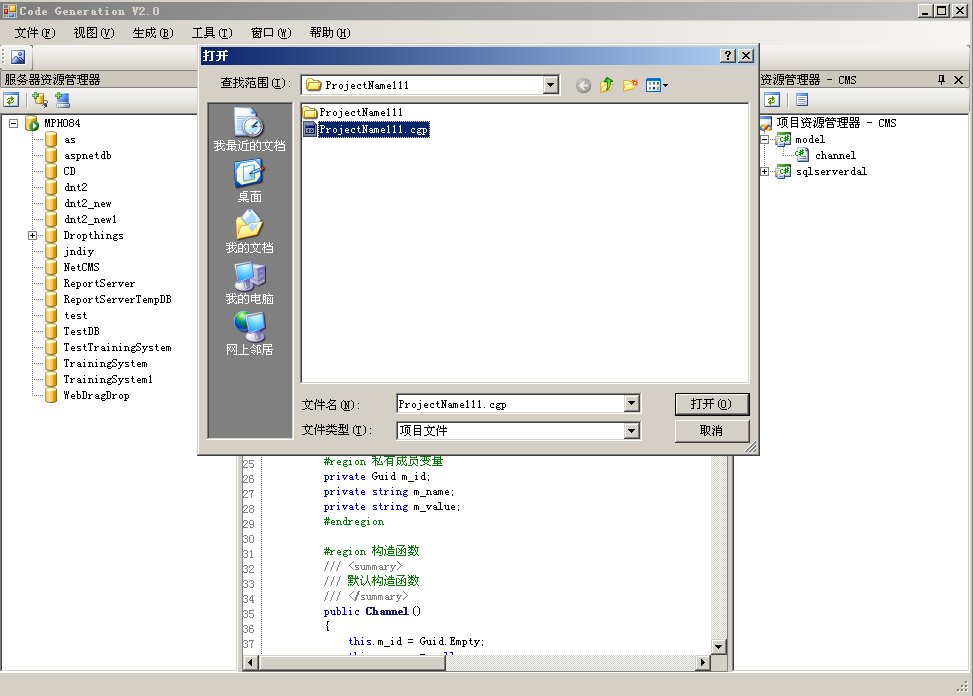 Code Generation V2.0
文件(F) 视图(V) 生成(B) 工具(T) 窗口(W) 帮助(H)
服务器资源管理器
MPH084
as
aspnetdb
CD
dnt2
dnt2_new
dnt2_new1
Dropthings
jndiy
NetCMS
ReportServer
ReportServerTempDB
test
TestDB
TestTrainingSystem
TrainingSystem
TrainingSystem1
WebDragDrop
打开
查找范围(I): ProjectName111
我最近的文档
桌面
我的文档
我的电脑
网上邻居
ProjectName111
ProjectName111.cgp
文件名(N): ProjectName111.cgp 打开(O)
文件类型(T): 项目文件 取消
25 #region 私有成员变量
26 private Guid m_id;
27 private string m_name;
28 private string m_value;
29 #endregion
30
31 #region 构造函数
32 /// <summary>
33 /// 默认构造函数
34 /// </summary>
35 public Channel()
36 {
37 this.m_id = Guid.Empty;
资源管理器 - CMS
项目资源管理器 - CMS
model
channel
sqlserverdal